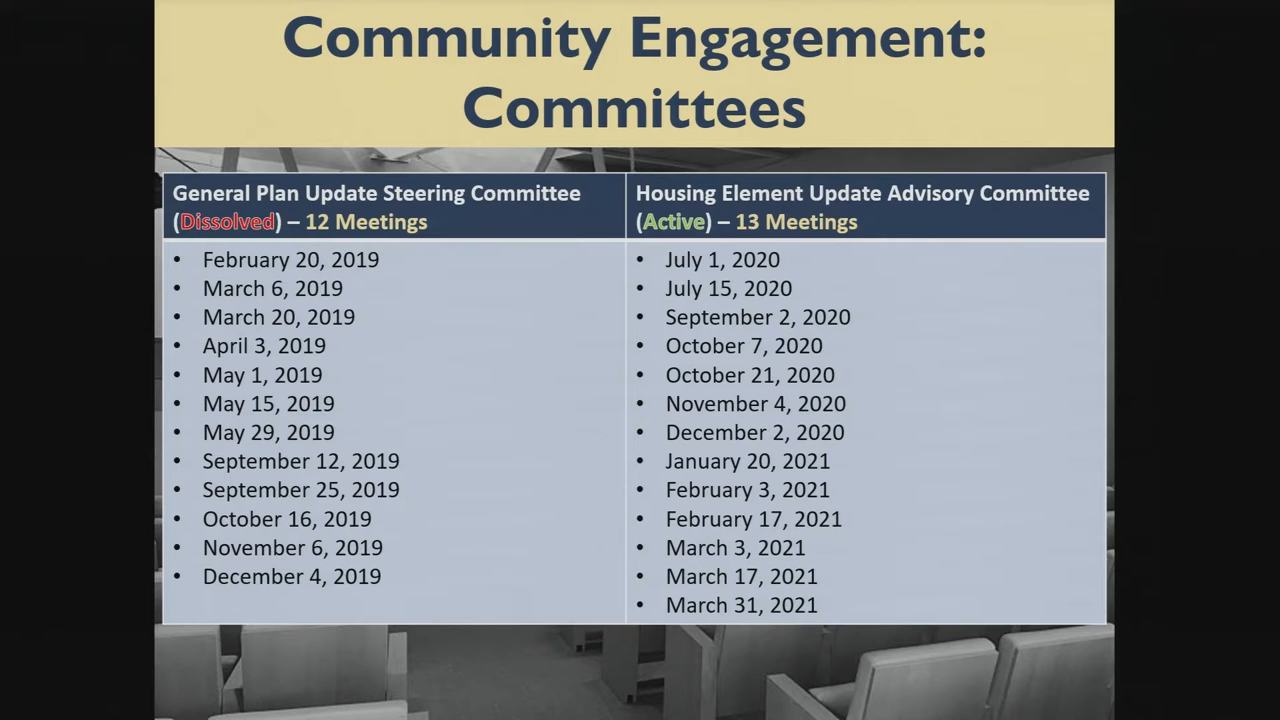 Community Engagement:
Committees
General Plan Update Steering Committee
(Dissolved) – 12 Meetings
• February 20, 2019
• March 6, 2019
• March 20, 2019
• April 3, 2019
• May 1, 2019
• May 15, 2019
• May 29, 2019
• September 12, 2019
• September 25, 2019
• October 16, 2019
• November 6, 2019
• December 4, 2019
Housing Element Update Advisory Committee
(Active) – 13 Meetings
• July 1, 2020
• July 15, 2020
• September 2, 2020
• October 7, 2020
• October 21, 2020
• November 4, 2020
• December 2, 2020
• January 20, 2021
• February 3, 2021
• February 17, 2021
• March 3, 2021
• March 17, 2021
• March 31, 2021